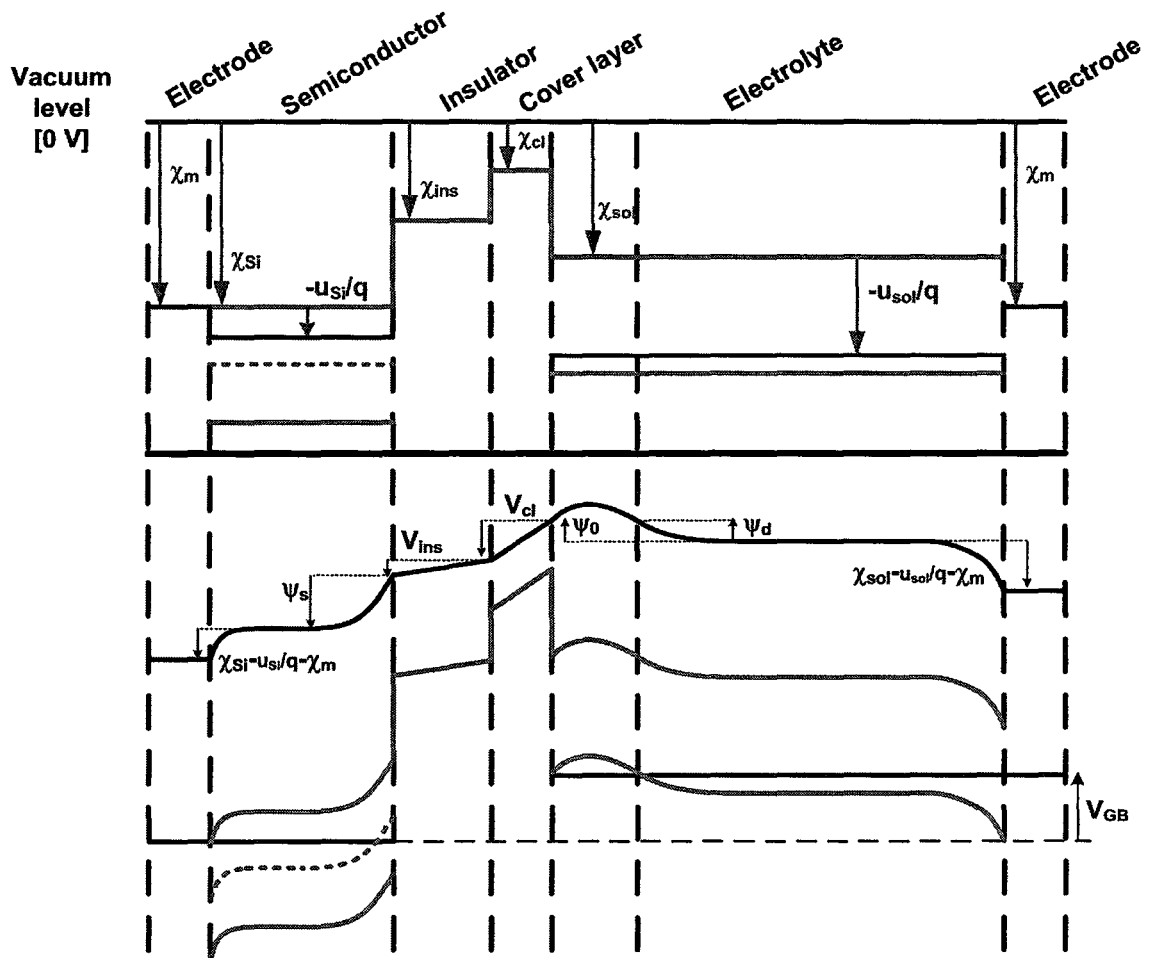 Electrode
Semiconductor
Insulator
Cover layer
Electrolyte
Electrode
Vacuum
level
[0 V]
χm
χSi
-uSi/q
χins
χcl
χsol
-usol/q
χm
Vcl
Vins
Ψs
Ψ0
Ψd
χSi-uSi/q-χm
χsol-usol/q-χm
VGB